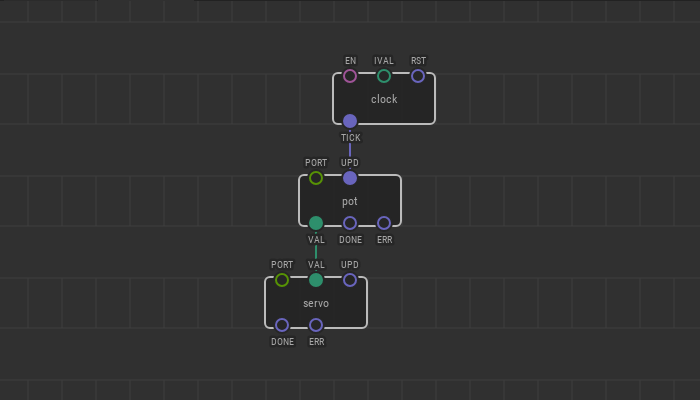 EN IVAL RST
clock
TICK
PORT UPD
pot
VAL DONE ERR
PORT VAL UPD
servo
DONE ERR